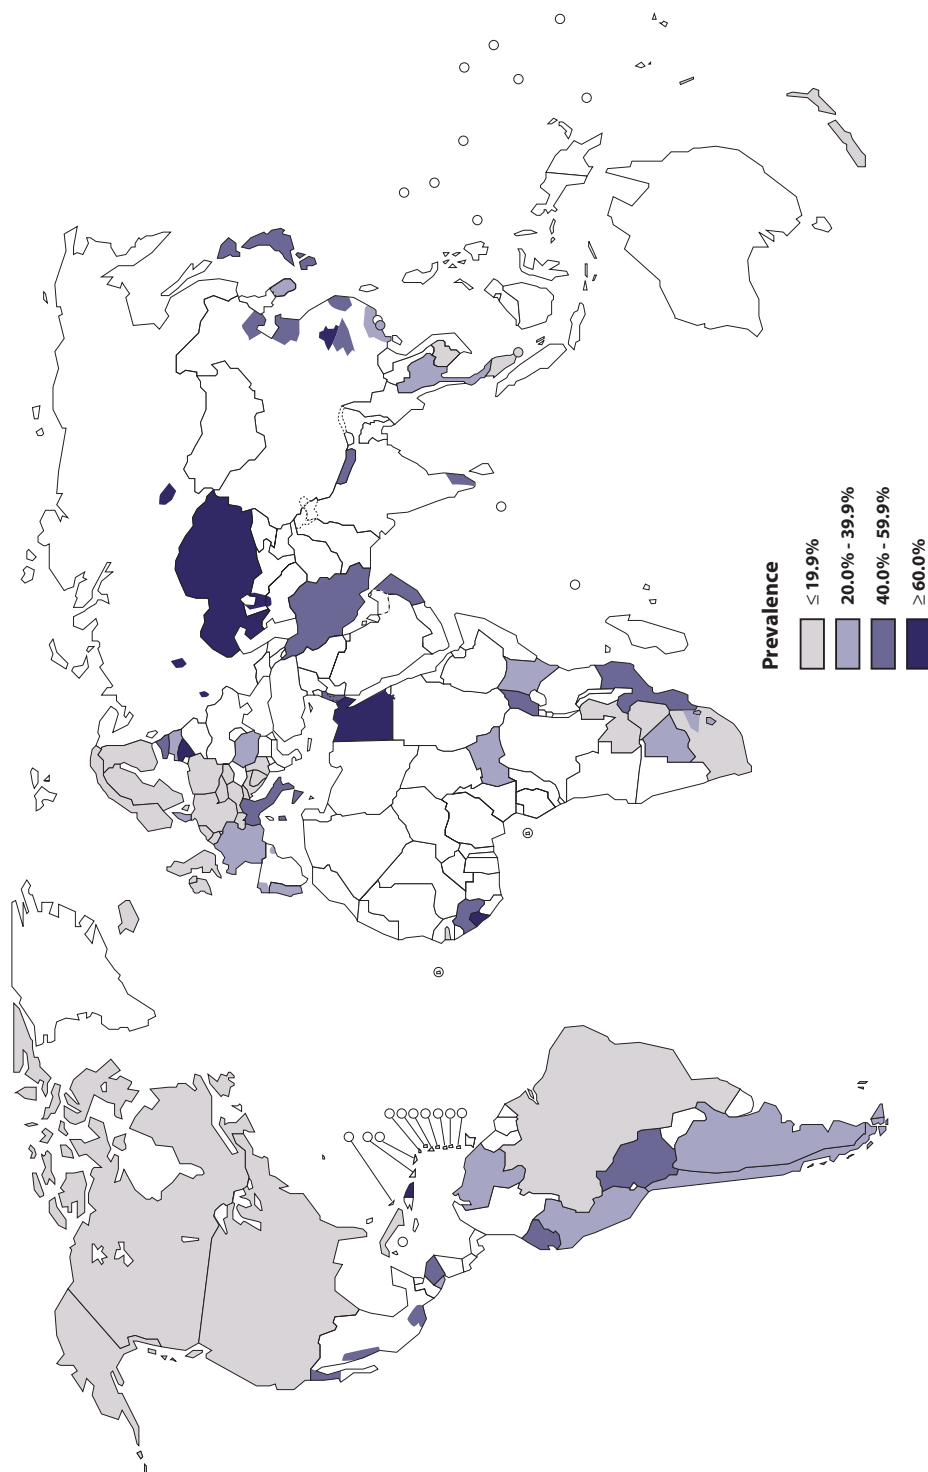 Prevalence
≤ 19.9%
20.0% - 39.9%
40.0% - 59.9%
≥ 60.0%
a
a